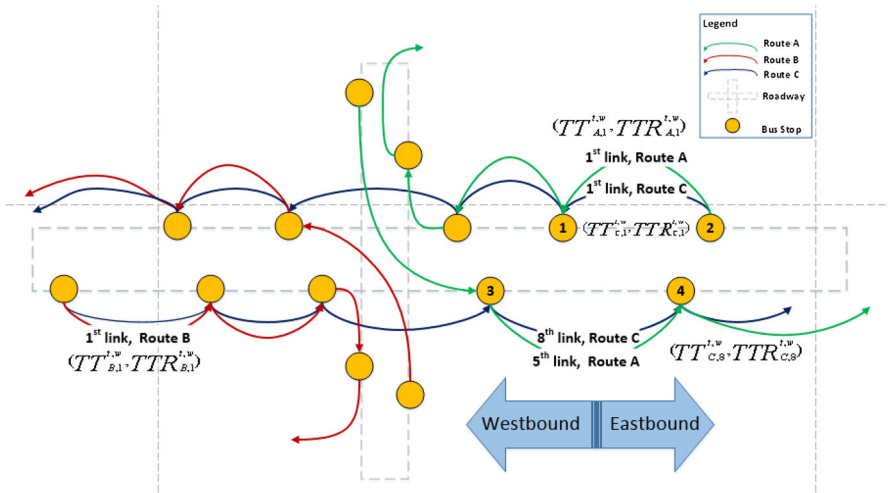 Legend
Route A
Route B
Route C
Roadway
Bus Stop
(TT^{t,w}_{A,1}, TTR^{t,w}_{A,1})
1st link, Route A
1st link, Route C
1
(TT^{t,w}_{C,1}, TTR^{t,w}_{C,1})
2
3
4
1st link, Route B
(TT^{t,w}_{B,1}, TTR^{t,w}_{B,1})
8th link, Route C
5th link, Route A
(TT^{t,w}_{C,8}, TTR^{t,w}_{C,8})
Westbound
Eastbound